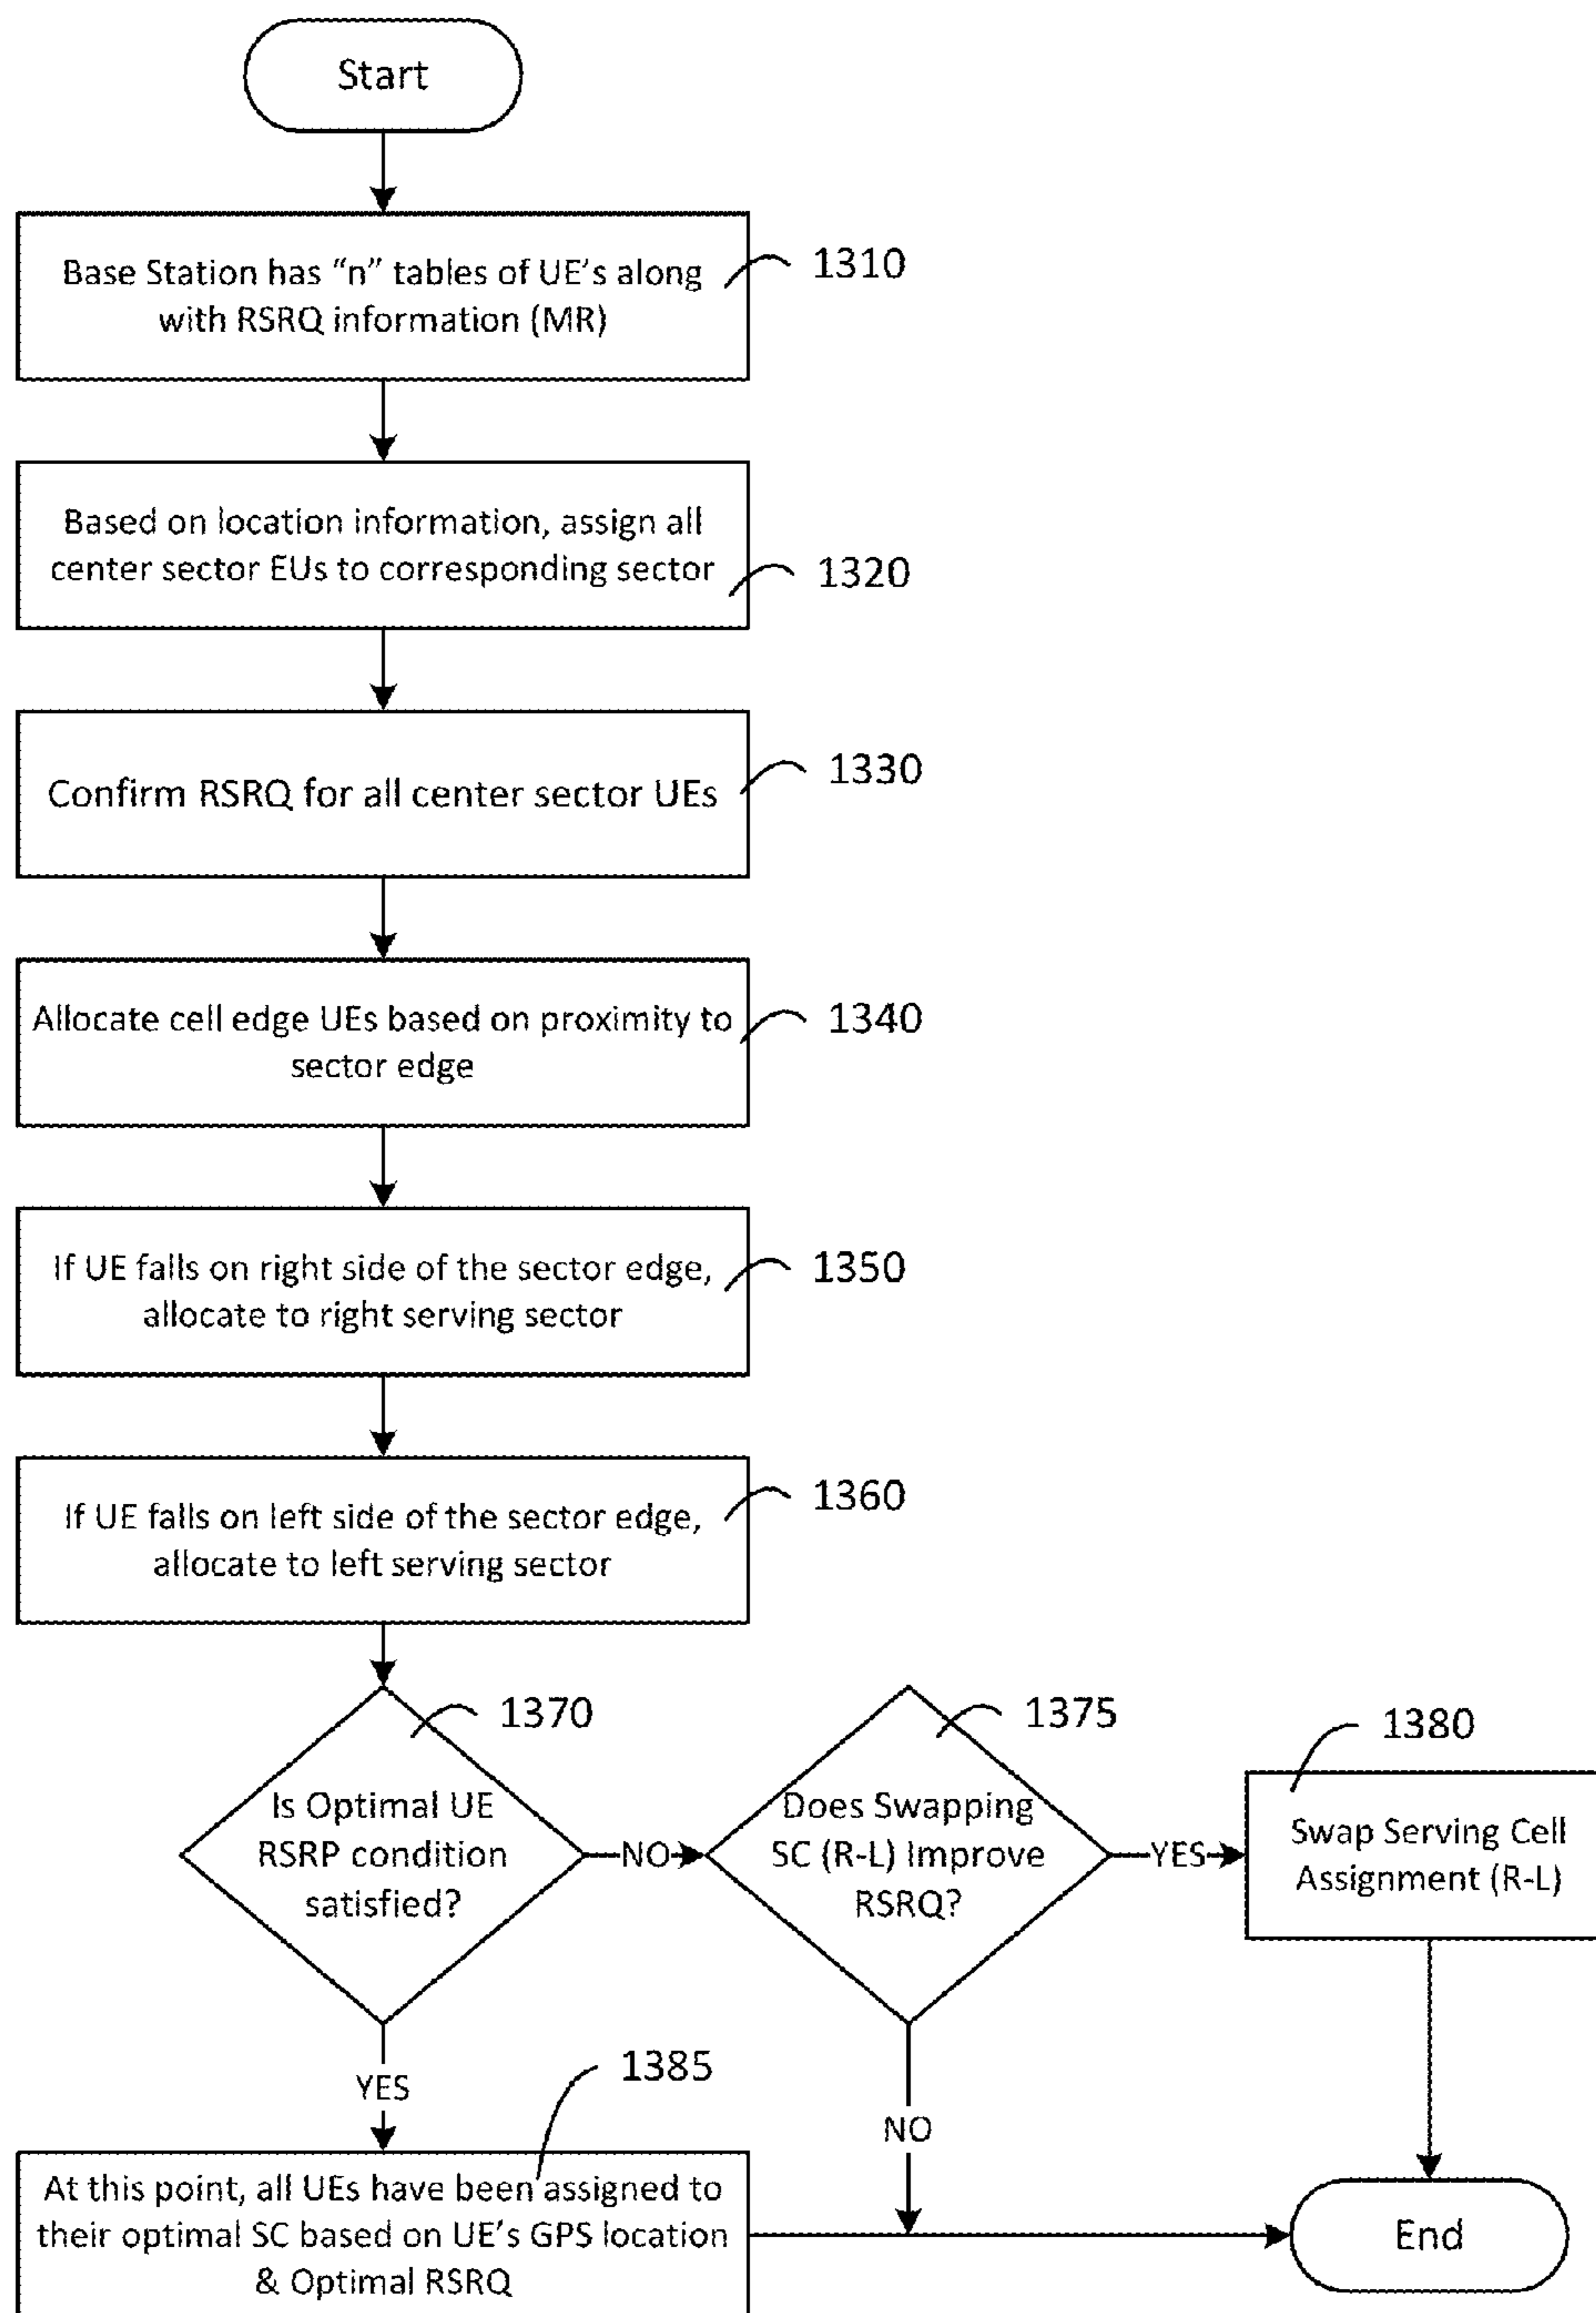 Start
Base Station has “n” tables of UE’s along
with RSRQ information (MR)
1310
Based on location information, assign all
center sector EUs to corresponding sector
1320
Confirm RSRQ for all center sector UEs
1330
Allocate cell edge UEs based on proximity to
sector edge
1340
If UE falls on right side of the sector edge,
allocate to right serving sector
1350
If UE falls on left side of the sector edge,
allocate to left serving sector
1360
1370
Is Optimal UE
RSRP condition
satisfied?
NO
1375
Does Swapping
SC (R-L) Improve
RSRQ?
YES
1380
Swap Serving Cell
Assignment (R-L)
YES
1385
NO
At this point, all UEs have been assigned to
their optimal SC based on UE’s GPS location
& Optimal RSRQ
End